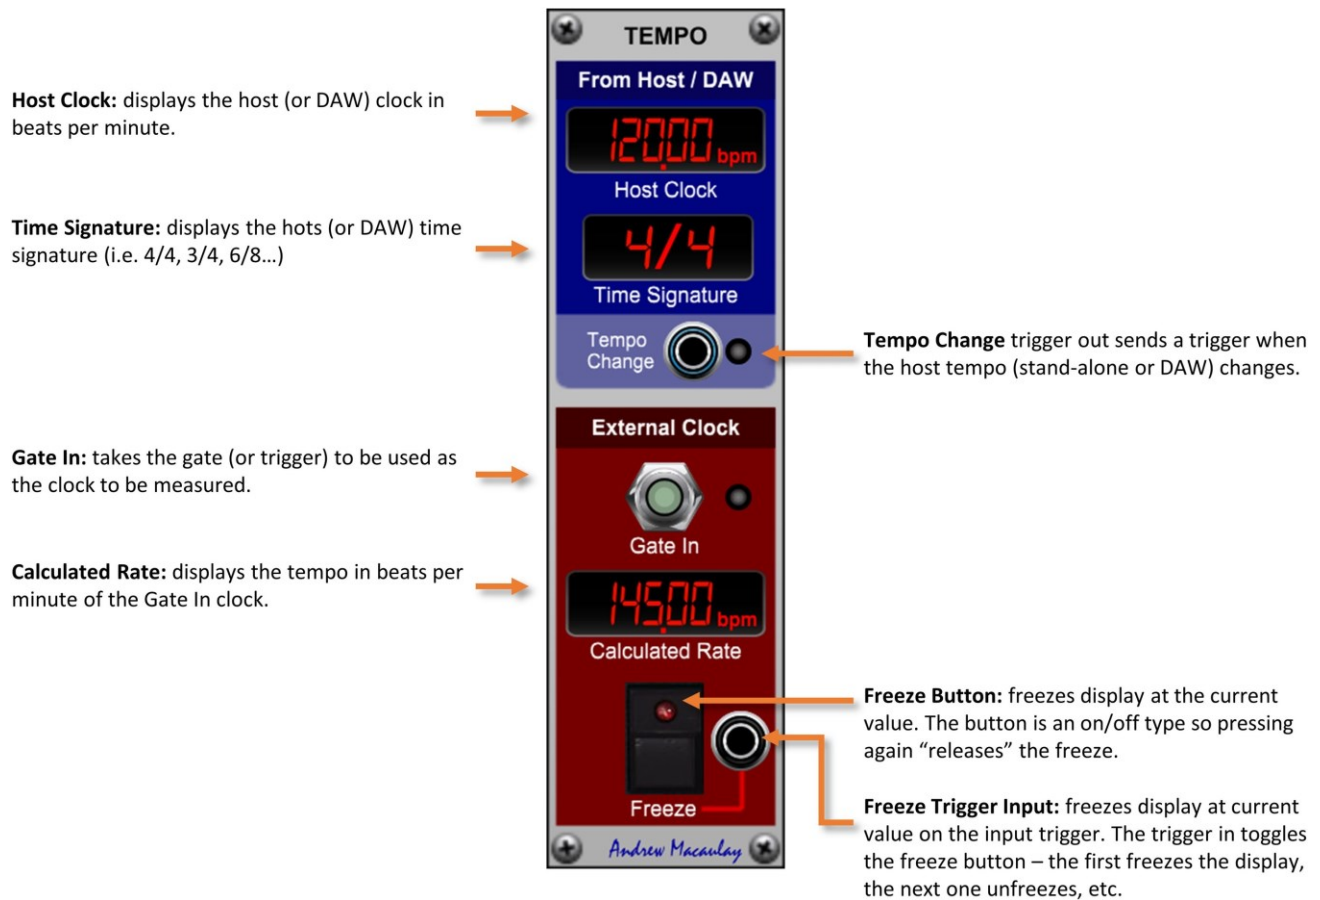 TEMPO
From Host / DAW
Host Clock: displays the host (or DAW) clock in
beats per minute.
120.00 bpm
Host Clock
Time Signature: displays the hots (or DAW) time
signature (i.e. 4/4, 3/4, 6/8…)
4/4
Time Signature
Tempo
Change
Tempo Change trigger out sends a trigger when
the host tempo (stand-alone or DAW) changes.
External Clock
Gate In: takes the gate (or trigger) to be used as
the clock to be measured.
Gate In
Calculated Rate: displays the tempo in beats per
minute of the Gate In clock.
145.00 bpm
Calculated Rate
Freeze Button: freezes display at the current
value. The button is an on/off type so pressing
again “releases” the freeze.
Freeze
Freeze Trigger Input: freezes display at current
value on the input trigger. The trigger in toggles
the freeze button – the first freezes the display,
the next one unfreezes, etc.
Andrew Macaulay